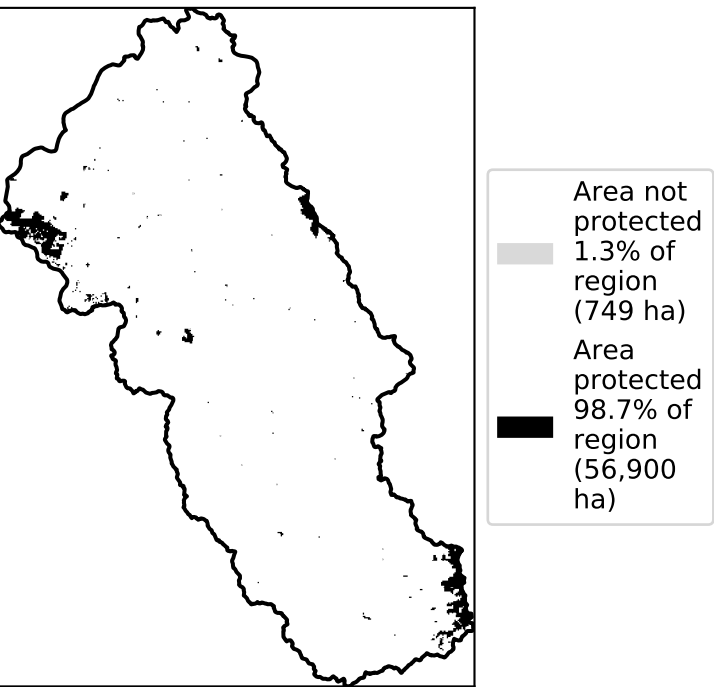 Area not
protected
1.3% of
region
(749 ha)
Area
protected
98.7% of
region
(56,900
ha)